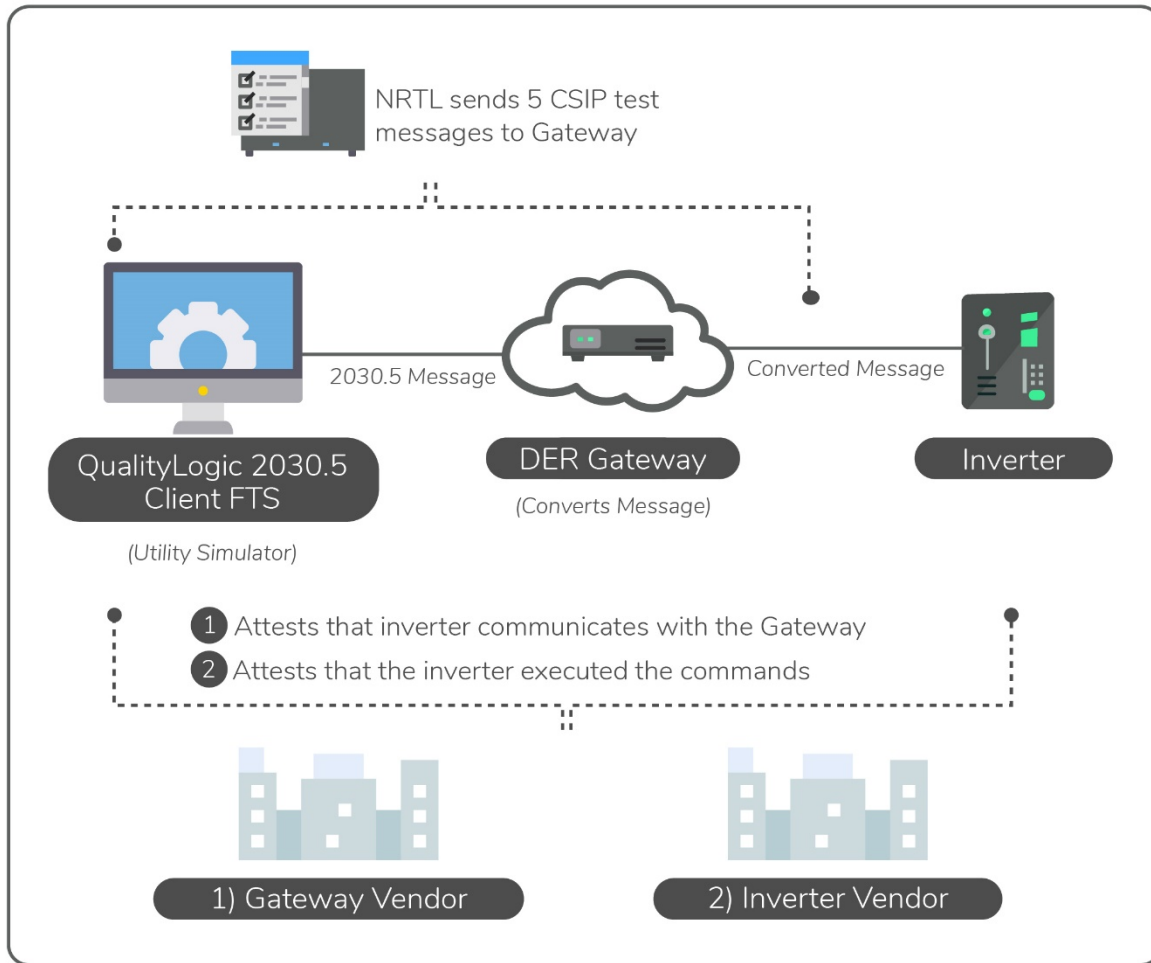 NRTL sends 5 CSIP test
messages to Gateway
2030.5 Message
Converted Message
QualityLogic 2030.5
Client FTS
(Utility Simulator)
DER Gateway
(Converts Message)
Inverter
1 Attests that inverter communicates with the Gateway
2 Attests that the inverter executed the commands
1) Gateway Vendor
2) Inverter Vendor